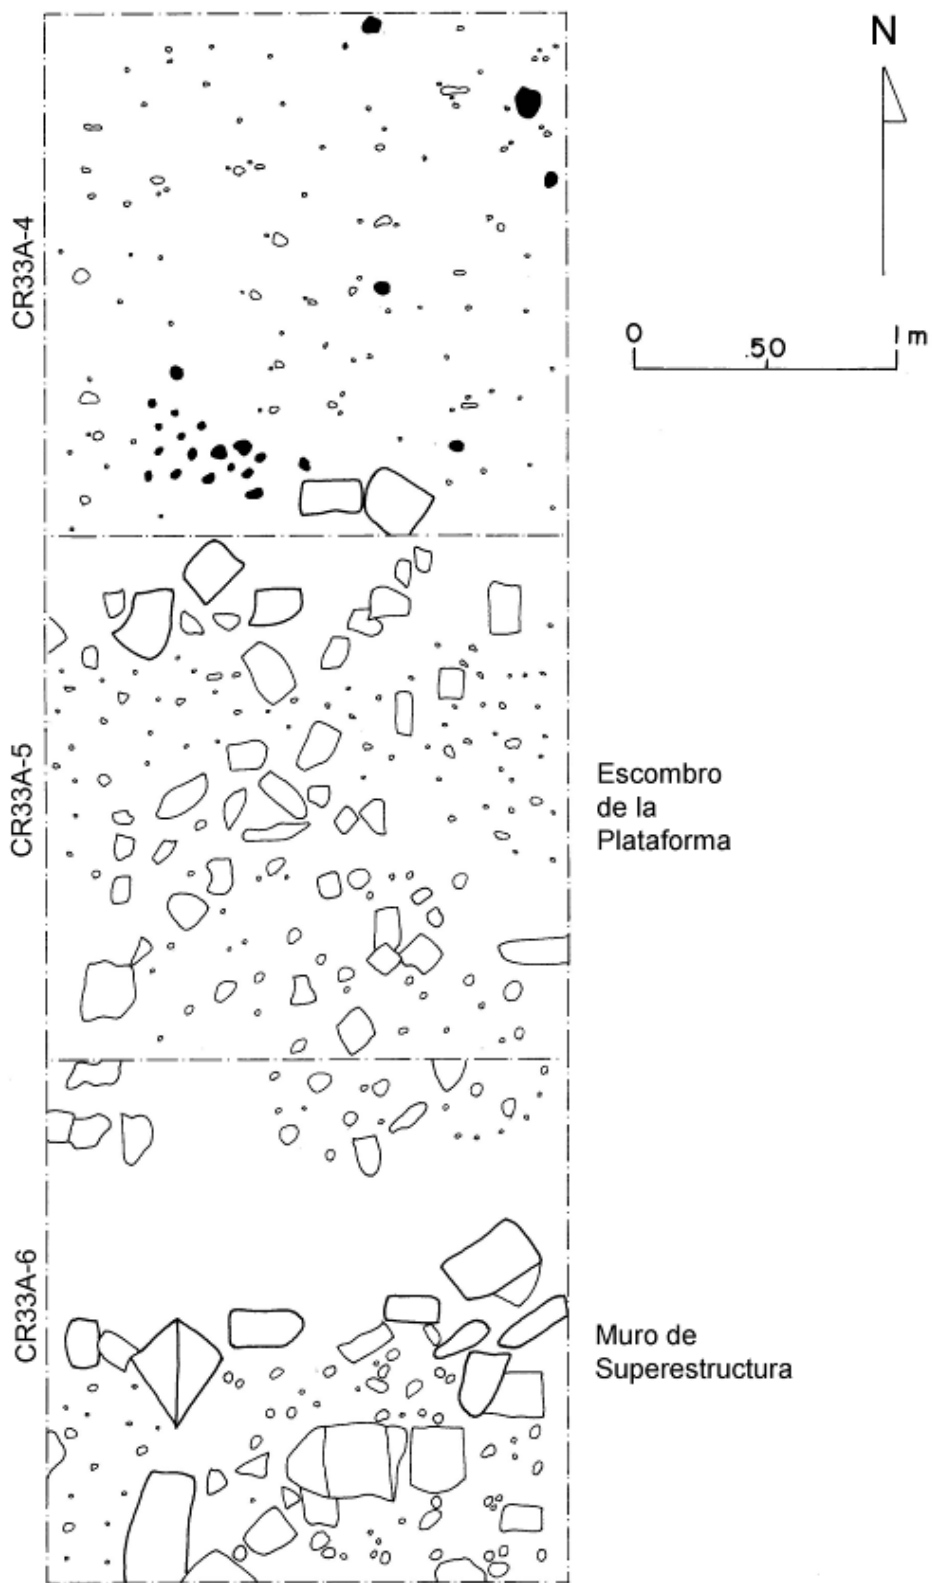 N
CR33A-4
0 .50 1 m
CR33A-5
Escombro
de la
Plataforma
CR33A-6
Muro de
Superestructura